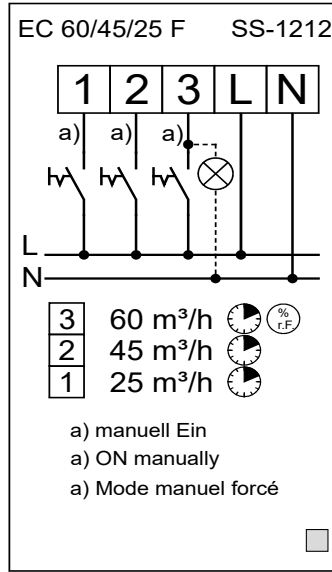 EC 60/45/25 F SS-1212
1 2 3 L N
a) a) a)
L
N
3 60 m³/h % r.F.
2 45 m³/h
1 25 m³/h
a) manuell Ein
a) ON manually
a) Mode manuel forcé